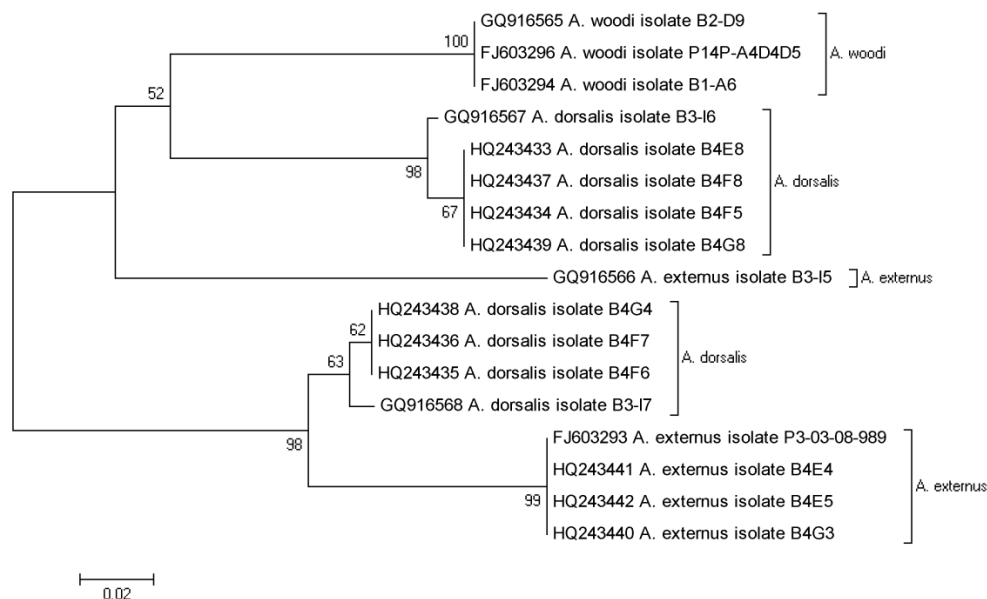 GQ916565 A. woodi isolate B2-D9
100
FJ603296 A. woodi isolate P14P-A4D4D5
A. woodi
FJ603294 A. woodi isolate B1-A6
52
GQ916567 A. dorsalis isolate B3-I6
HQ243433 A. dorsalis isolate B4E8
98
HQ243437 A. dorsalis isolate B4F8
A. dorsalis
67
HQ243434 A. dorsalis isolate B4F5
HQ243439 A. dorsalis isolate B4G8
GQ916566 A. externus isolate B3-I5
A. externus
HQ243438 A. dorsalis isolate B4G4
62
HQ243436 A. dorsalis isolate B4F7
A. dorsalis
63
HQ243435 A. dorsalis isolate B4F6
GQ916568 A. dorsalis isolate B3-I7
98
FJ603293 A. externus isolate P3-03-08-989
HQ243441 A. externus isolate B4E4
A. externus
99
HQ243442 A. externus isolate B4E5
HQ243440 A. externus isolate B4G3
0.02